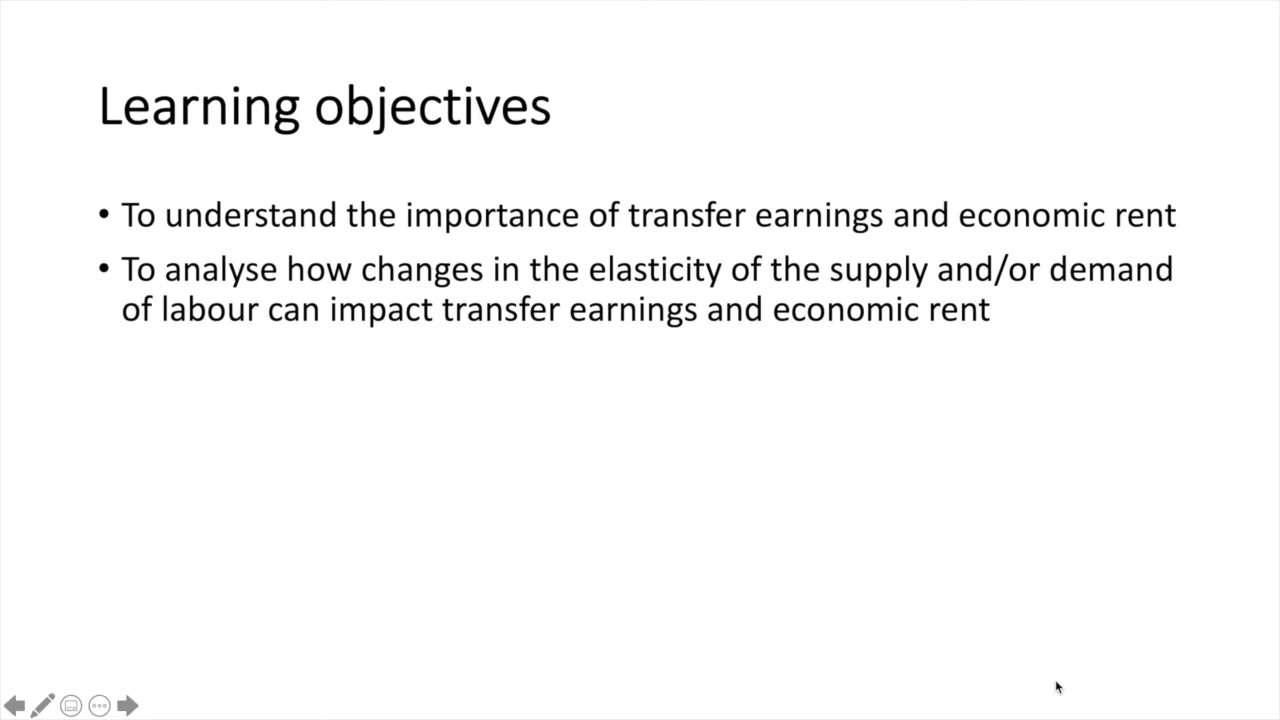 Learning objectives
• To understand the importance of transfer earnings and economic rent
• To analyse how changes in the elasticity of the supply and/or demand
of labour can impact transfer earnings and economic rent